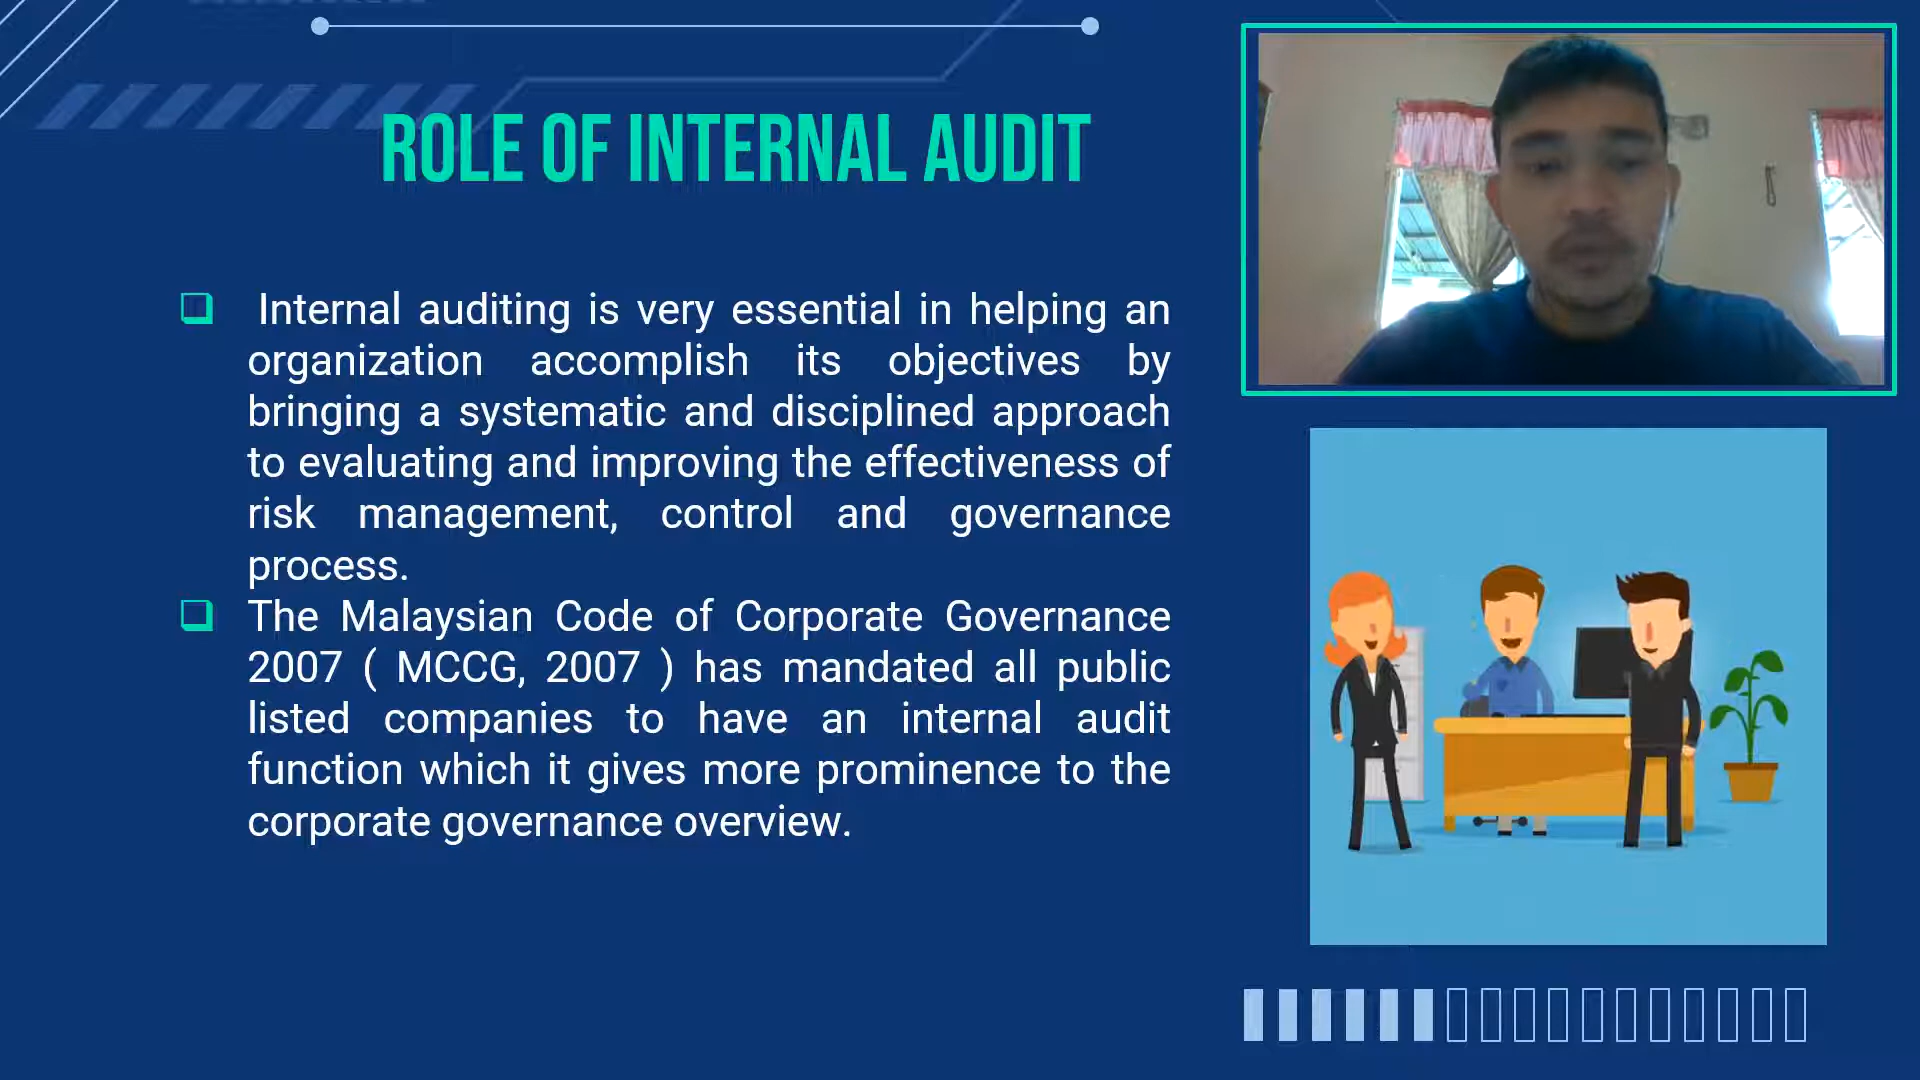 ROLE OF INTERNAL AUDIT
Internal auditing is very essential in helping an
organization accomplish its objectives by
bringing a systematic and disciplined approach
to evaluating and improving the effectiveness of
risk management, control and governance
process.
The Malaysian Code of Corporate Governance
2007 ( MCCG, 2007 ) has mandated all public
listed companies to have an internal audit
function which it gives more prominence to the
corporate governance overview.